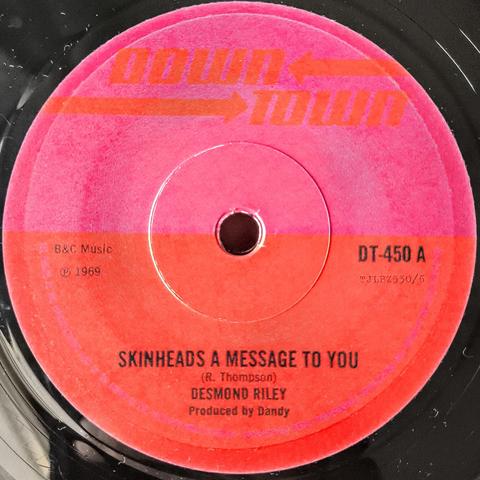 DOWN
TOWN
B&C Music
℗ 1969
DT-450 A
SKINHEADS A MESSAGE TO YOU
(R. Thompson)
DESMOND RILEY
Produced by Dandy